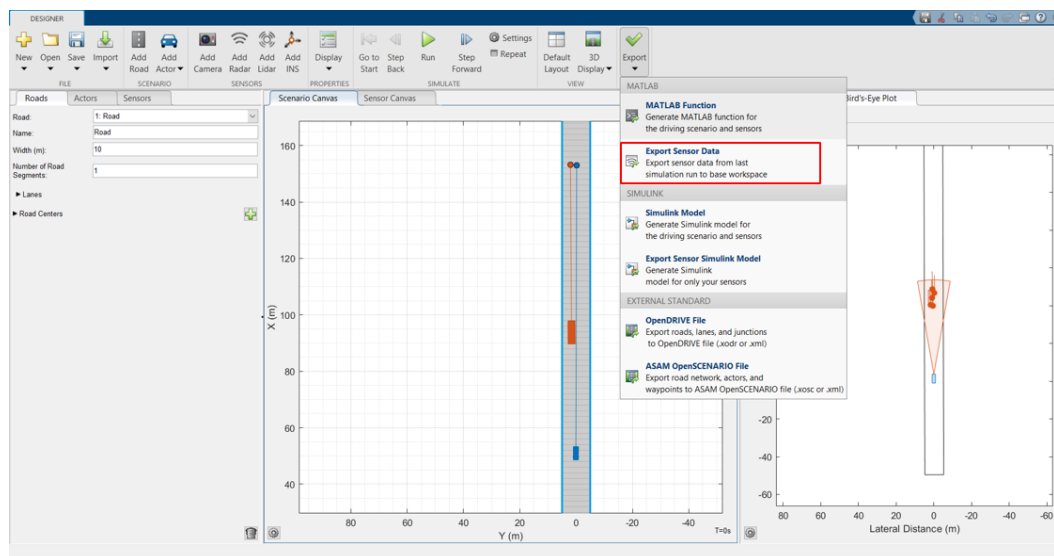 DESIGNER
New Open Save Import Add Add Add Add Add Add Display Go to Step Run Step Settings Default 3D Export
Road Actor Camera Radar Lidar INS Start Back Forward Repeat Layout Display
FILE SCENARIO SENSORS PROPERTIES SIMULATE VIEW
Roads Actors Sensors
Road: 1: Road
Name: Road
Width (m): 10
Number of Road
Segments: 1
Lanes
Road Centers
Scenario Canvas Sensor Canvas
160
140
120
100
80
60
40
X (m)
80 60 40 20 0 -20 -40
Y (m)
T=0s
MATLAB
MATLAB Function
Generate MATLAB function for
the driving scenario and sensors
Export Sensor Data
Export sensor data from last
simulation run to base workspace
SIMULINK
Simulink Model
Generate Simulink model for
the driving scenario and sensors
Export Sensor Simulink Model
Generate Simulink
model for only your sensors
EXTERNAL STANDARD
OpenDRIVE File
Export roads, lanes, and junctions
to OpenDRIVE file (.xodr or .xml)
ASAM OpenSCENARIO File
Export road network, actors, and
waypoints to ASAM OpenSCENARIO file (.xosc or .xml)
Bird's-Eye Plot
-20
-40
-60
80 60 40 20 0 -20 -40 -60
Lateral Distance (m)